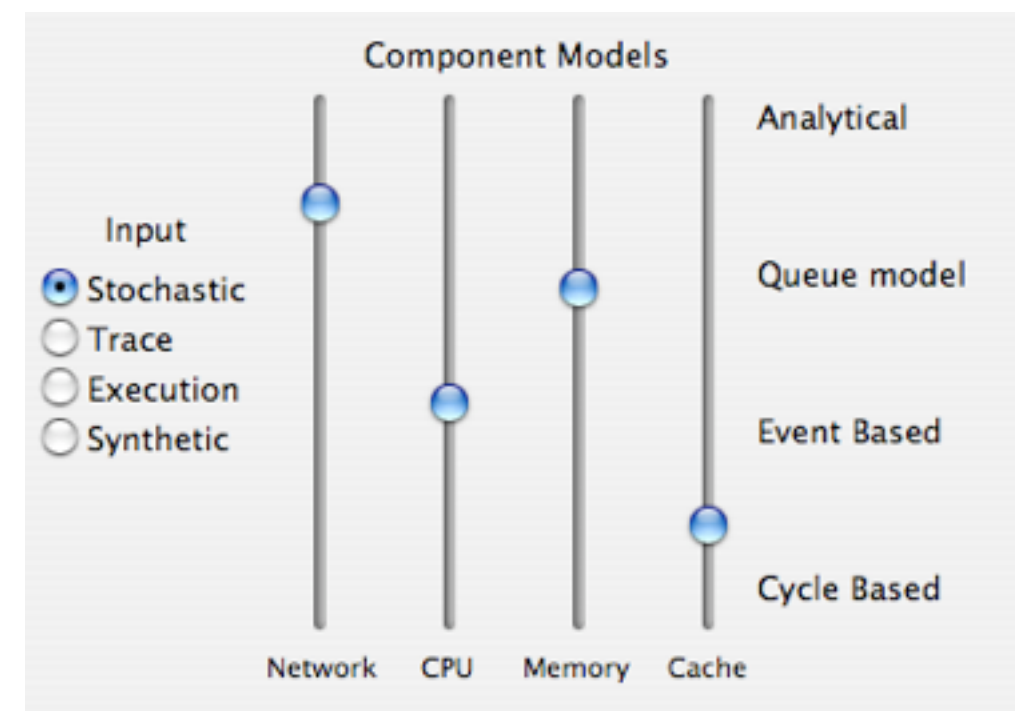 Component Models
Input
Stochastic
Trace
Execution
Synthetic
Analytical
Queue model
Event Based
Cycle Based
Network CPU Memory Cache